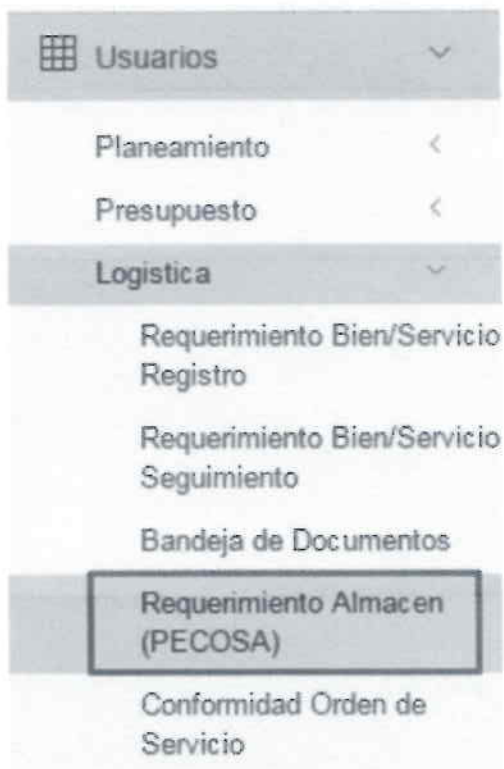 Usuarios
Planeamiento
Presupuesto
Logistica
Requerimiento Bien/Servicio
Registro
Requerimiento Bien/Servicio
Seguimiento
Bandeja de Documentos
Requerimiento Almacen
(PECOSA)
Conformidad Orden de
Servicio